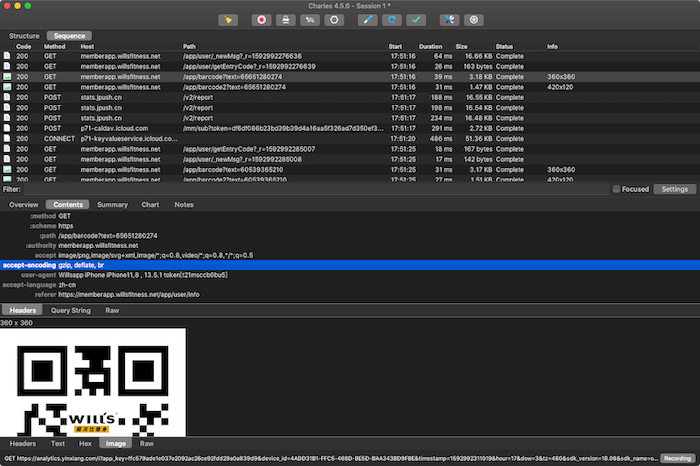 Charles 4.5.6 - Session 1 *
Structure Sequence
Code Method Host Path Start Duration Size Status Info
200 GET memberapp.willsfitness.net /app/user/_newMsg?_r=1592992276636 17:51:16 64 ms 16.66 KB Complete
200 GET memberapp.willsfitness.net /app/user/getEntryCode?_r=1592992276639 17:51:16 26 ms 163 bytes Complete
200 GET memberapp.willsfitness.net /app/barcode?text=65651280274 17:51:16 39 ms 3.18 KB Complete 360x360
200 GET memberapp.willsfitness.net /app/barcode?text=65651280274 17:51:16 31 ms 1.47 KB Complete 420x120
200 POST stats.jpush.cn /v2/report 17:51:17 188 ms 16.55 KB Complete
200 POST stats.jpush.cn /v2/report 17:51:17 198 ms 16.54 KB Complete
200 POST stats.jpush.cn /v2/report 17:51:17 234 ms 16.48 KB Complete
200 POST p71-caldav.icloud.com /mm/sub?token=df6df086b23bd39b39d4a16aa5f326ad7d350ef3... 17:51:17 291 ms 2.72 KB Complete
200 CONNECT p71-keyvalueservice.icloud.co... 17:51:20 486 ms 51.36 KB Complete
200 GET memberapp.willsfitness.net /app/user/getEntryCode?_r=1592992285007 17:51:25 18 ms 167 bytes Complete
200 GET memberapp.willsfitness.net /app/user/_newMsg?_r=1592992285008 17:51:25 17 ms 142 bytes Complete
200 GET memberapp.willsfitness.net /app/barcode?text=60539365210 17:51:25 31 ms 3.17 KB Complete 360x360
200 GET memberapp.willsfitness.net /app/barcode?text=60539365210 17:51:25 27 ms 1.51 KB Complete 420x120
Filter: Focused Settings
Overview Contents Summary Chart Notes
:method GET
:scheme https
:path /app/barcode?text=65651280274
:authority memberapp.willsfitness.net
accept image/png,image/svg+xml,image/*;q=0.8,video/*;q=0.8,*/*;q=0.5
accept-encoding gzip, deflate, br
user-agent Willsapp iPhone iPhone11,8 , 13.5.1 token[t21msccb0bu5]
accept-language zh-cn
referer https://memberapp.willsfitness.net/app/user/info
Headers Query String Raw
360 x 360
WILL'S
威尔仕健身
Headers Text Hex Image Raw
GET https://analytics.yinxiang.com/i?app_key=ffc579ade1e037e2092ac26ce92fdd29a0a839d9&device_id=4ADD31B1-FFC5-468D-BE5D-BAA343BD9FBE&timestamp=1592992311019&hour=17&dow=3&tz=480&sdk_version=18.08&sdk_name=o... Recording